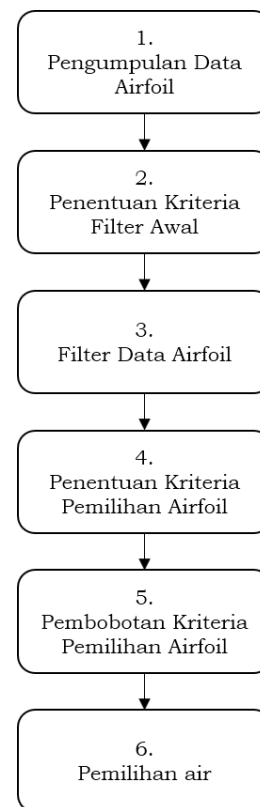 1.
Pengumpulan Data
Airfoil
2.
Penentuan Kriteria
Filter Awal
3.
Filter Data Airfoil
4.
Penentuan Kriteria
Pemilihan Airfoil
5.
Pembobotan Kriteria
Pemilihan Airfoil
6.
Pemilihan air